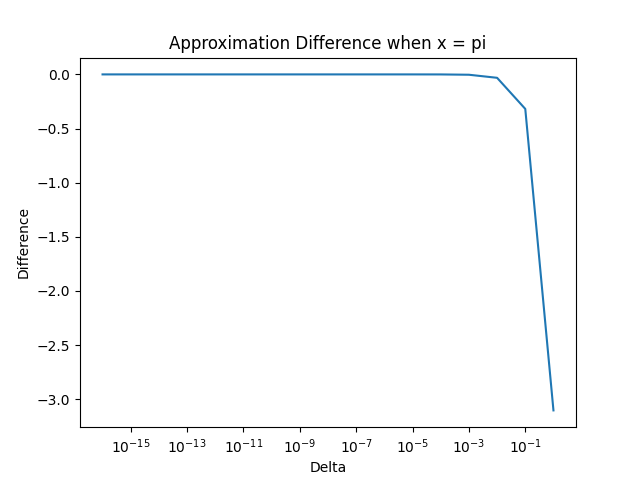 Approximation Difference when x = pi
0.0
−0.5
−1.0
−1.5
−2.0
−2.5
−3.0
Difference
10⁻¹⁵ 10⁻¹³ 10⁻¹¹ 10⁻⁹ 10⁻⁷ 10⁻⁵ 10⁻³ 10⁻¹
Delta